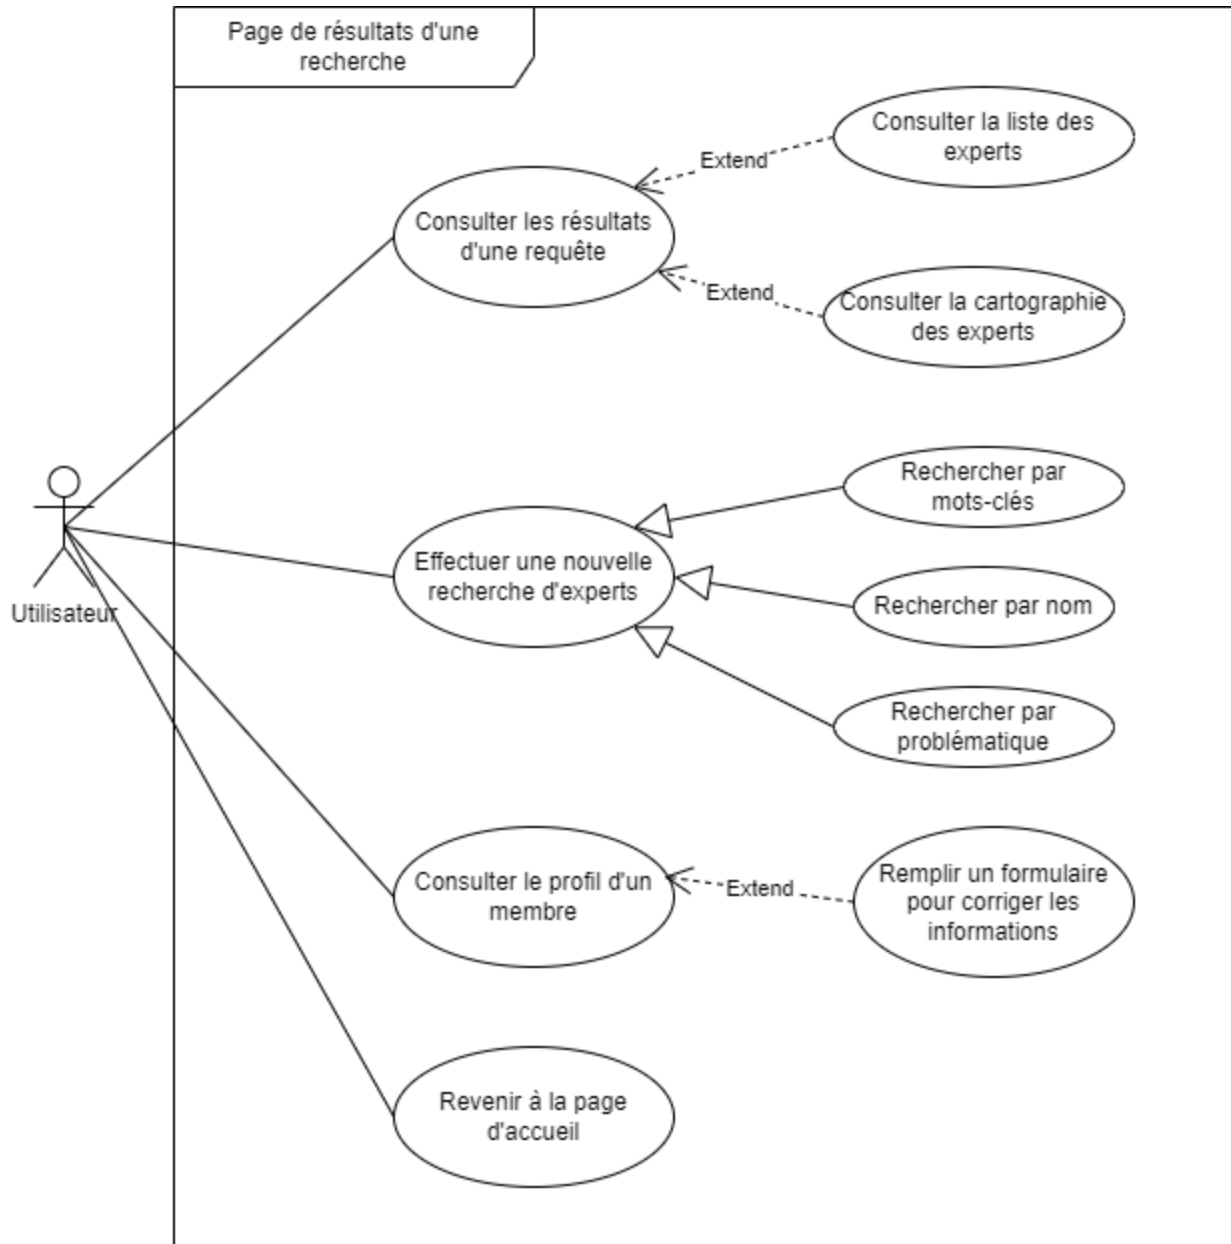 Page de résultats d'une
recherche
Consulter la liste des
experts
Extend
Consulter les résultats
d'une requête
Extend
Consulter la cartographie
des experts
Rechercher par
mots-clés
Effectuer une nouvelle
recherche d'experts
Rechercher par nom
Utilisateur
Rechercher par
problématique
Remplir un formulaire
pour corriger les
informations
Consulter le profil d'un
membre
Extend
Revenir à la page
d'accueil